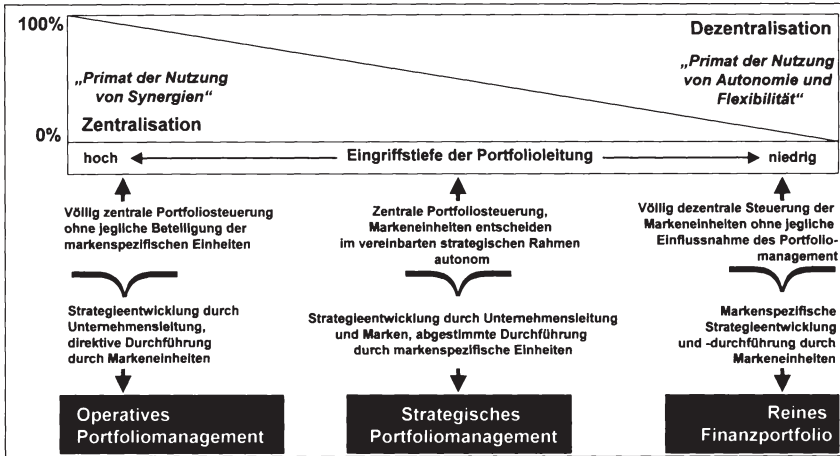 100%
Dezentralisation
„Primat der Nutzung
von Synergien“
„Primat der Nutzung
von Autonomie und
Flexibilität“
Zentralisation
0%
hoch Eingriffstiefe der Portfolioleitung niedrig
Völlig zentrale Portfoliosteuerung
ohne jegliche Beteiligung der
markenspezifischen Einheiten
Zentrale Portfoliosteuerung,
Markeneinheiten entscheiden
im vereinbarten strategischen Rahmen
autonom
Völlig dezentrale Steuerung der
Markeneinheiten ohne jegliche
Einflussnahme des Portfolio-
management
Strategieentwicklung durch
Unternehmensleitung,
direktive Durchführung
durch Markeneinheiten
Strategieentwicklung durch Unternehmensleitung
und Marken, abgestimmte Durchführung
durch markenspezifische Einheiten
Markenspezifische
Strategieentwicklung
und -durchführung durch
Markeneinheiten
Operatives
Portfoliomanagement
Strategisches
Portfoliomanagement
Reines
Finanzportfolio